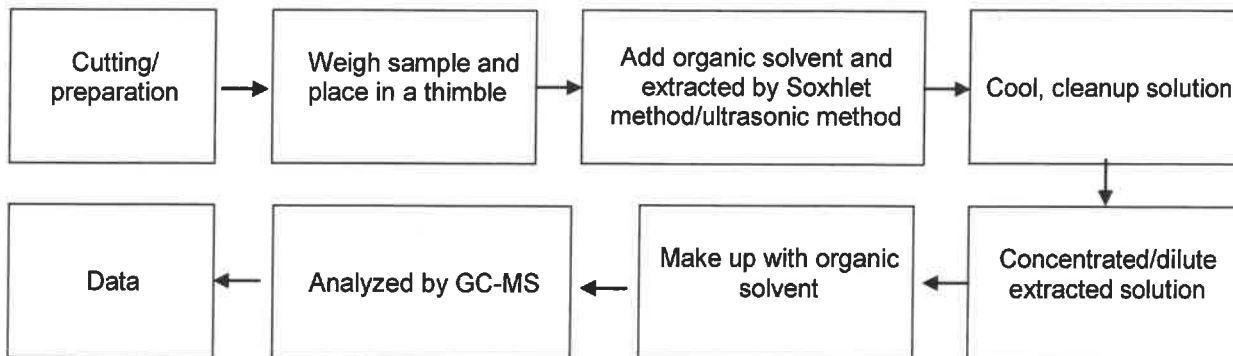 Cutting/
preparation
Weigh sample and
place in a thimble
Add organic solvent and
extracted by Soxhlet
method/ultrasonic method
Cool, cleanup solution
Concentrated/dilute
extracted solution
Make up with organic
solvent
Analyzed by GC-MS
Data